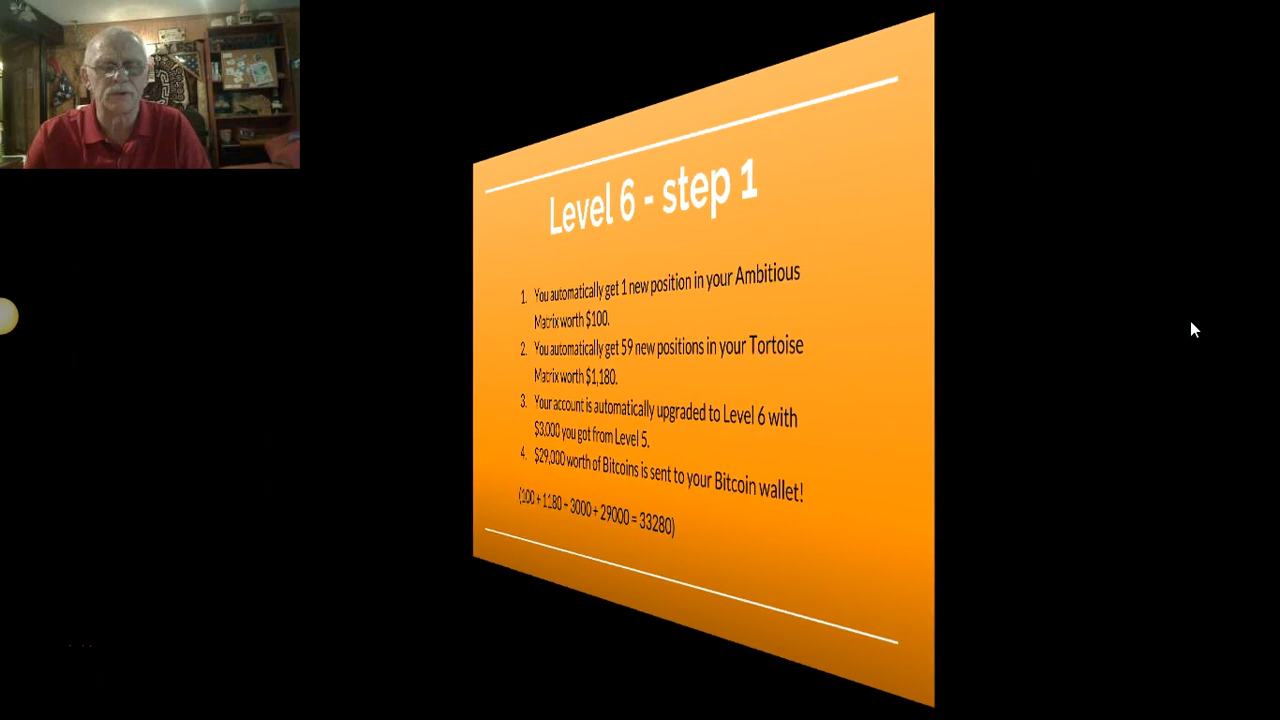 Level 6 - step 1
1. You automatically get 1 new position in your Ambitious
Matrix worth $100.
2. You automatically get 59 new positions in your Tortoise
Matrix worth $1,180.
3. Your account is automatically upgraded to Level 6 with
$3,000 you got from Level 5.
4. $29,000 worth of Bitcoins is sent to your Bitcoin wallet!
(100 + 1180 + 3000 + 29000 = 33280)